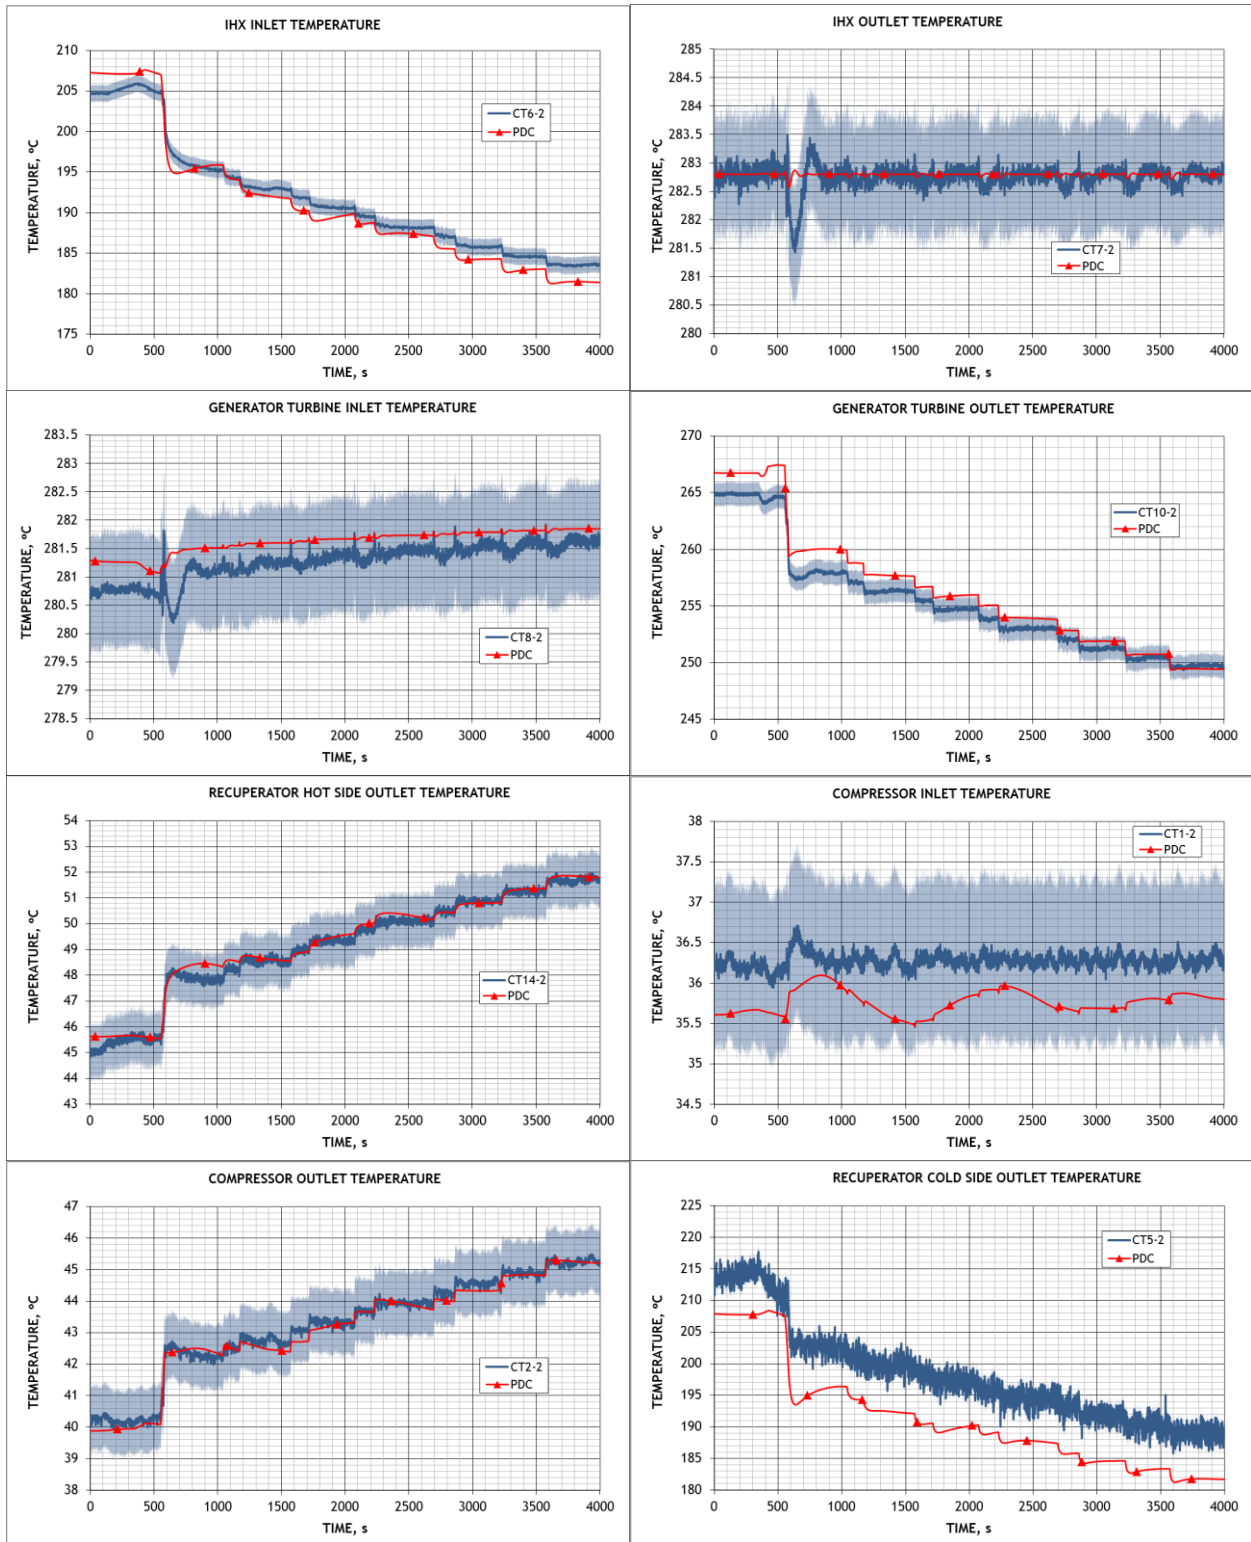 IHX INLET TEMPERATURE
210
205
200
195
190
185
180
175
TEMPERATURE, ºC
CT6-2
PDC
0 500 1000 1500 2000 2500 3000 3500 4000
TIME, s
IHX OUTLET TEMPERATURE
285
284.5
284
283.5
283
282.5
282
281.5
281
280.5
280
TEMPERATURE, ºC
CT7-2
PDC
0 500 1000 1500 2000 2500 3000 3500 4000
TIME, s
GENERATOR TURBINE INLET TEMPERATURE
283.5
283
282.5
282
281.5
281
280.5
280
279.5
279
278.5
TEMPERATURE, ºC
CT8-2
PDC
0 500 1000 1500 2000 2500 3000 3500 4000
TIME, s
GENERATOR TURBINE OUTLET TEMPERATURE
270
265
260
255
250
245
TEMPERATURE, ºC
CT10-2
PDC
0 500 1000 1500 2000 2500 3000 3500 4000
TIME, s
RECUPERATOR HOT SIDE OUTLET TEMPERATURE
54
53
52
51
50
49
48
47
46
45
44
43
TEMPERATURE, ºC
CT14-2
PDC
0 500 1000 1500 2000 2500 3000 3500 4000
TIME, s
COMPRESSOR INLET TEMPERATURE
38
37.5
37
36.5
36
35.5
35
34.5
TEMPERATURE, ºC
CT1-2
PDC
0 500 1000 1500 2000 2500 3000 3500 4000
TIME, s
COMPRESSOR OUTLET TEMPERATURE
47
46
45
44
43
42
41
40
39
38
TEMPERATURE, ºC
CT2-2
PDC
0 500 1000 1500 2000 2500 3000 3500 4000
TIME, s
RECUPERATOR COLD SIDE OUTLET TEMPERATURE
225
220
215
210
205
200
195
190
185
180
TEMPERATURE, ºC
CT5-2
PDC
0 500 1000 1500 2000 2500 3000 3500 4000
TIME, s